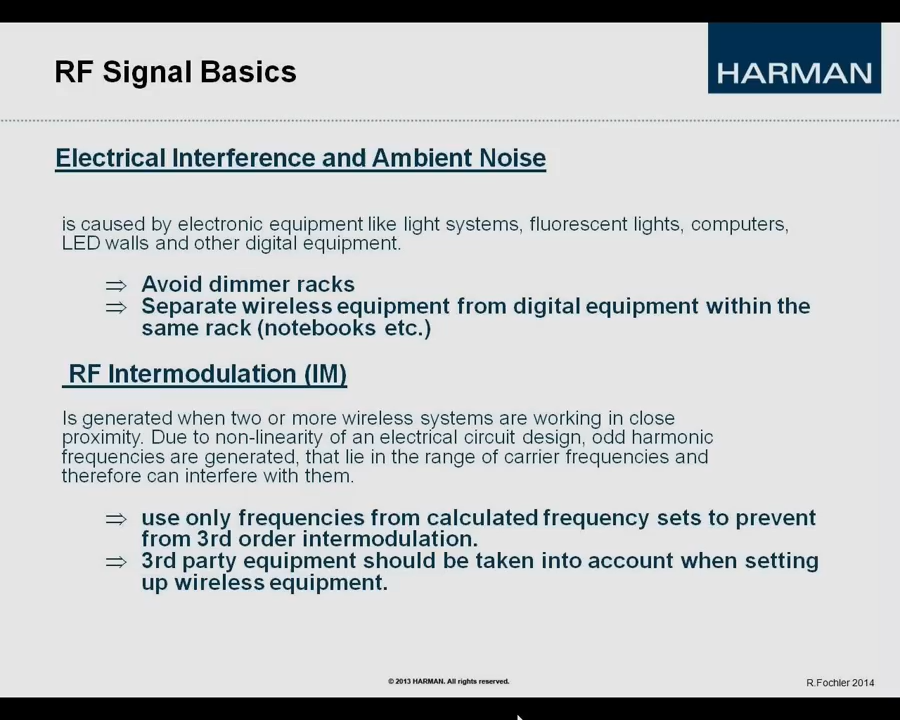 RF Signal Basics
HARMAN
Electrical Interference and Ambient Noise
is caused by electronic equipment like light systems, fluorescent lights, computers,
LED walls and other digital equipment.
⇒ Avoid dimmer racks
⇒ Separate wireless equipment from digital equipment within the
same rack (notebooks etc.)
RF Intermodulation (IM)
Is generated when two or more wireless systems are working in close
proximity. Due to non-linearity of an electrical circuit design, odd harmonic
frequencies are generated, that lie in the range of carrier frequencies and
therefore can interfere with them.
⇒ use only frequencies from calculated frequency sets to prevent
from 3rd order intermodulation.
⇒ 3rd party equipment should be taken into account when setting
up wireless equipment.
© 2013 HARMAN. All rights reserved.
R.Fochler 2014